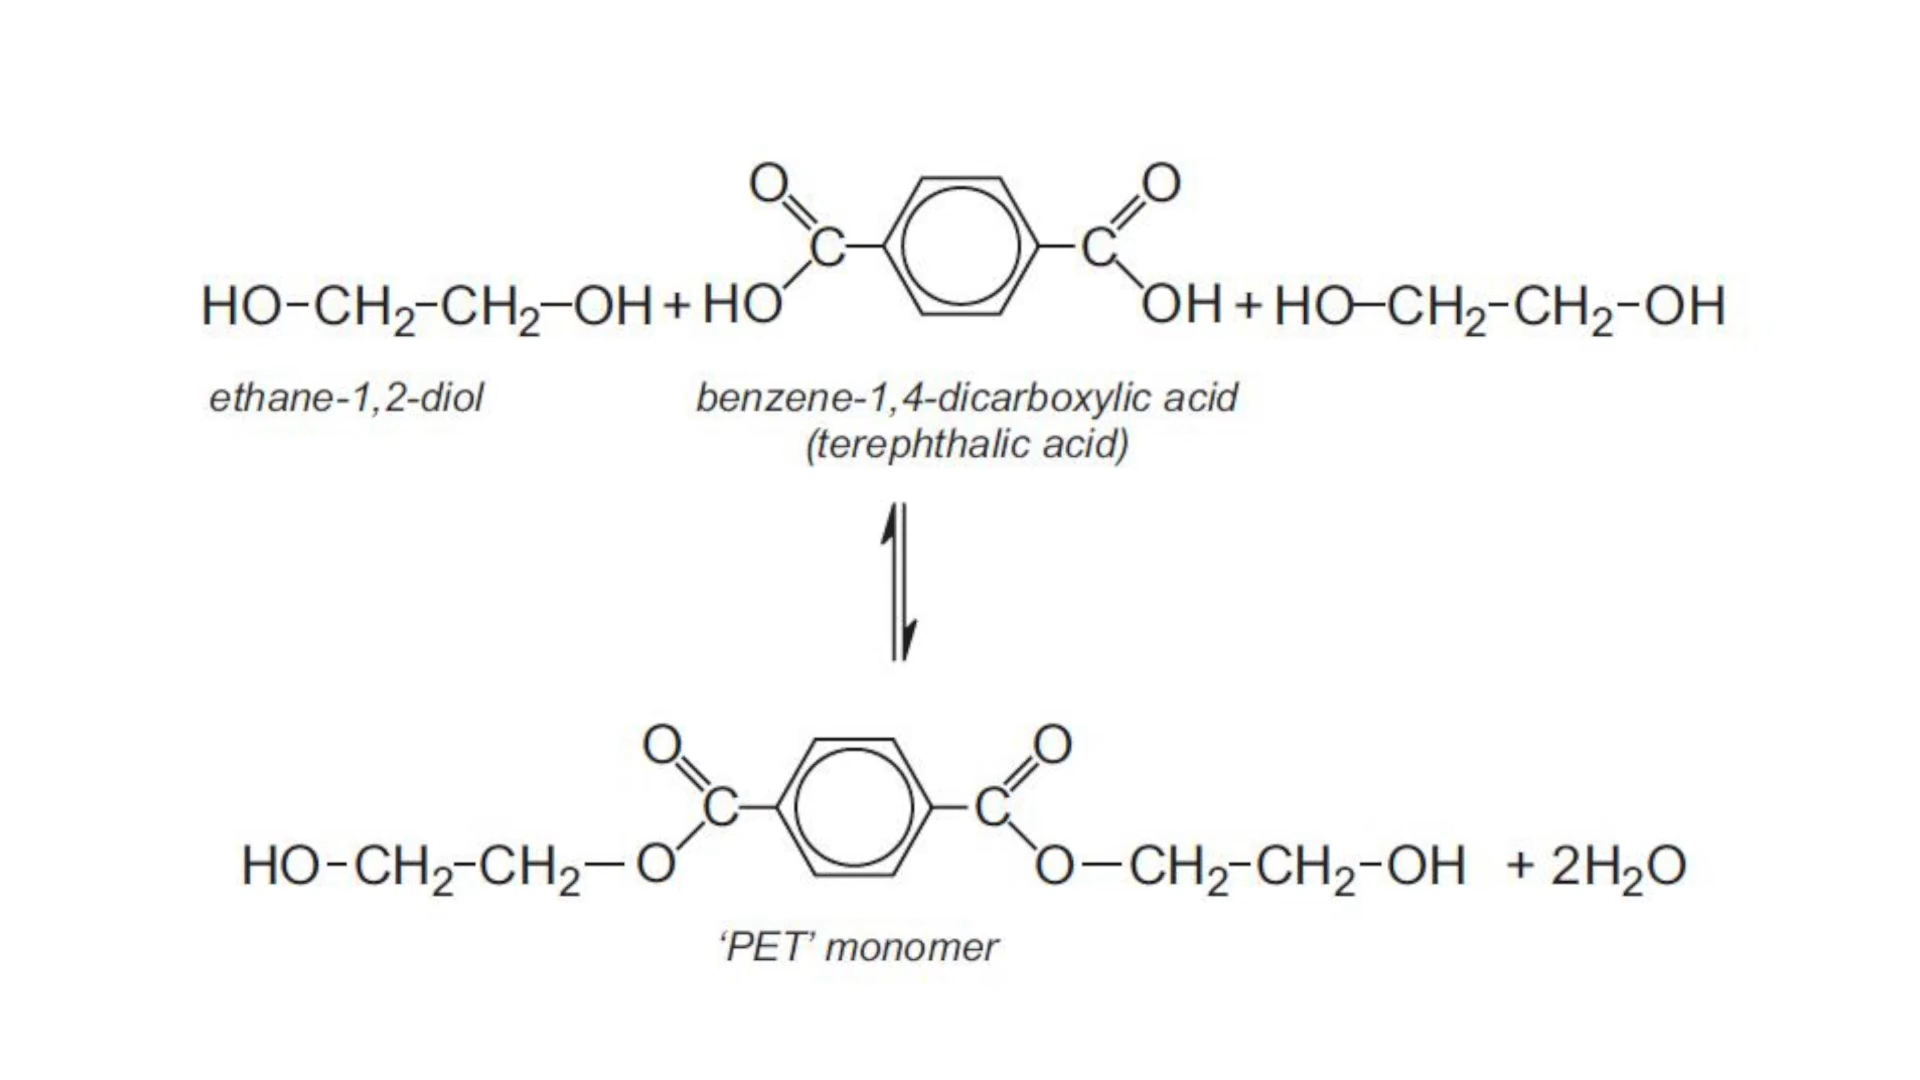 O O
C C
HO-CH₂-CH₂-OH + HO OH + HO-CH₂-CH₂-OH
ethane-1,2-diol benzene-1,4-dicarboxylic acid
(terephthalic acid)
O O
C C
HO-CH₂-CH₂-O O-CH₂-CH₂-OH + 2H₂O
‘PET’ monomer